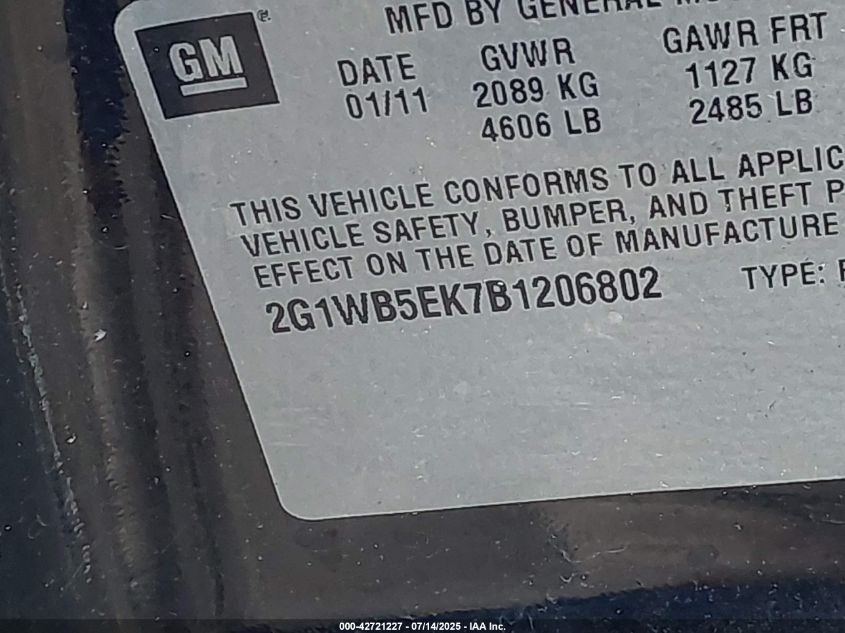 MFD BY GENERAL
GM
DATE GVWR GAWR FRT
01/11 2089 KG 1127 KG
4606 LB 2485 LB
THIS VEHICLE CONFORMS TO ALL APPLIC
VEHICLE SAFETY, BUMPER, AND THEFT P
EFFECT ON THE DATE OF MANUFACTURE
2G1WB5EK7B1206802 TYPE:
000-42721227 - 07/14/2025 - IAA Inc.